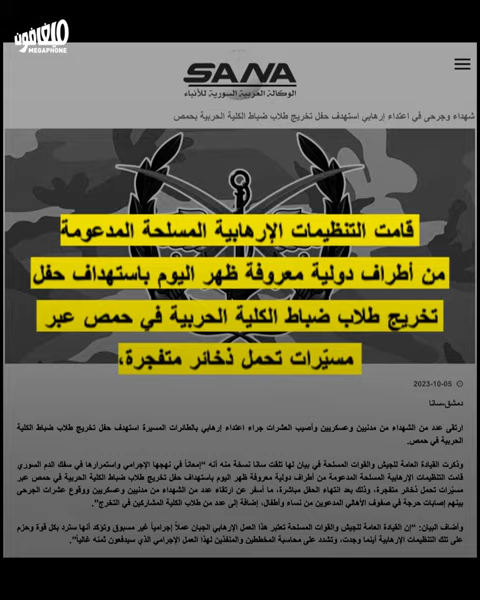 ميغافون
MEGAPHONE
SANA
الوكالة العربية السورية للأنباء
شهداء وجرحى في اعتداء إرهابي استهدف حفل تخريج طلاب ضباط الكلية الحربية بحمص
قامت التنظيمات الإرهابية المسلحة المدعومة
من أطراف دولية معروفة ظهر اليوم باستهداف حفل
تخريج طلاب ضباط الكلية الحربية في حمص عبر
مسيّرات تحمل ذخائر متفجرة،
2023-10-05
دمشق-سانا
ارتقى عدد من الشهداء من مدنيين وعسكريين وأصيب العشرات جراء اعتداء إرهابي بالطائرات المسيرة استهدف حفل تخريج طلاب ضباط الكلية
الحربية في حمص.
وذكرت القيادة العامة للجيش والقوات المسلحة في بيان لها تلقت سانا نسخة منه أنه "إمعاناً في نهجها الإجرامي واستمرارها في سفك الدم السوري
قامت التنظيمات الإرهابية المسلحة المدعومة من أطراف دولية معروفة ظهر اليوم باستهداف حفل تخريج طلاب ضباط الكلية الحربية في حمص عبر
مسيّرات تحمل ذخائر متفجرة، وذلك بعد انتهاء الحفل مباشرة، ما أسفر عن ارتقاء عدد من الشهداء من مدنيين وعسكريين ووقوع عشرات الجرحى
بينهم إصابات حرجة في صفوف الأهالي المدعوين من نساء وأطفال، إضافة إلى عدد من طلاب الكلية المشاركين في التخرج".
وأضاف البيان: "إن القيادة العامة للجيش والقوات المسلحة تعتبر هذا العمل الإرهابي الجبان عملاً إجرامياً غير مسبوق وتؤكد أنها سترد بكل قوة وحزم
على تلك التنظيمات الإرهابية أينما وجدت، وتشدد على محاسبة المخططين والمنفذين لهذا العمل الإجرامي الذي سيدفعون ثمنه غالياً".